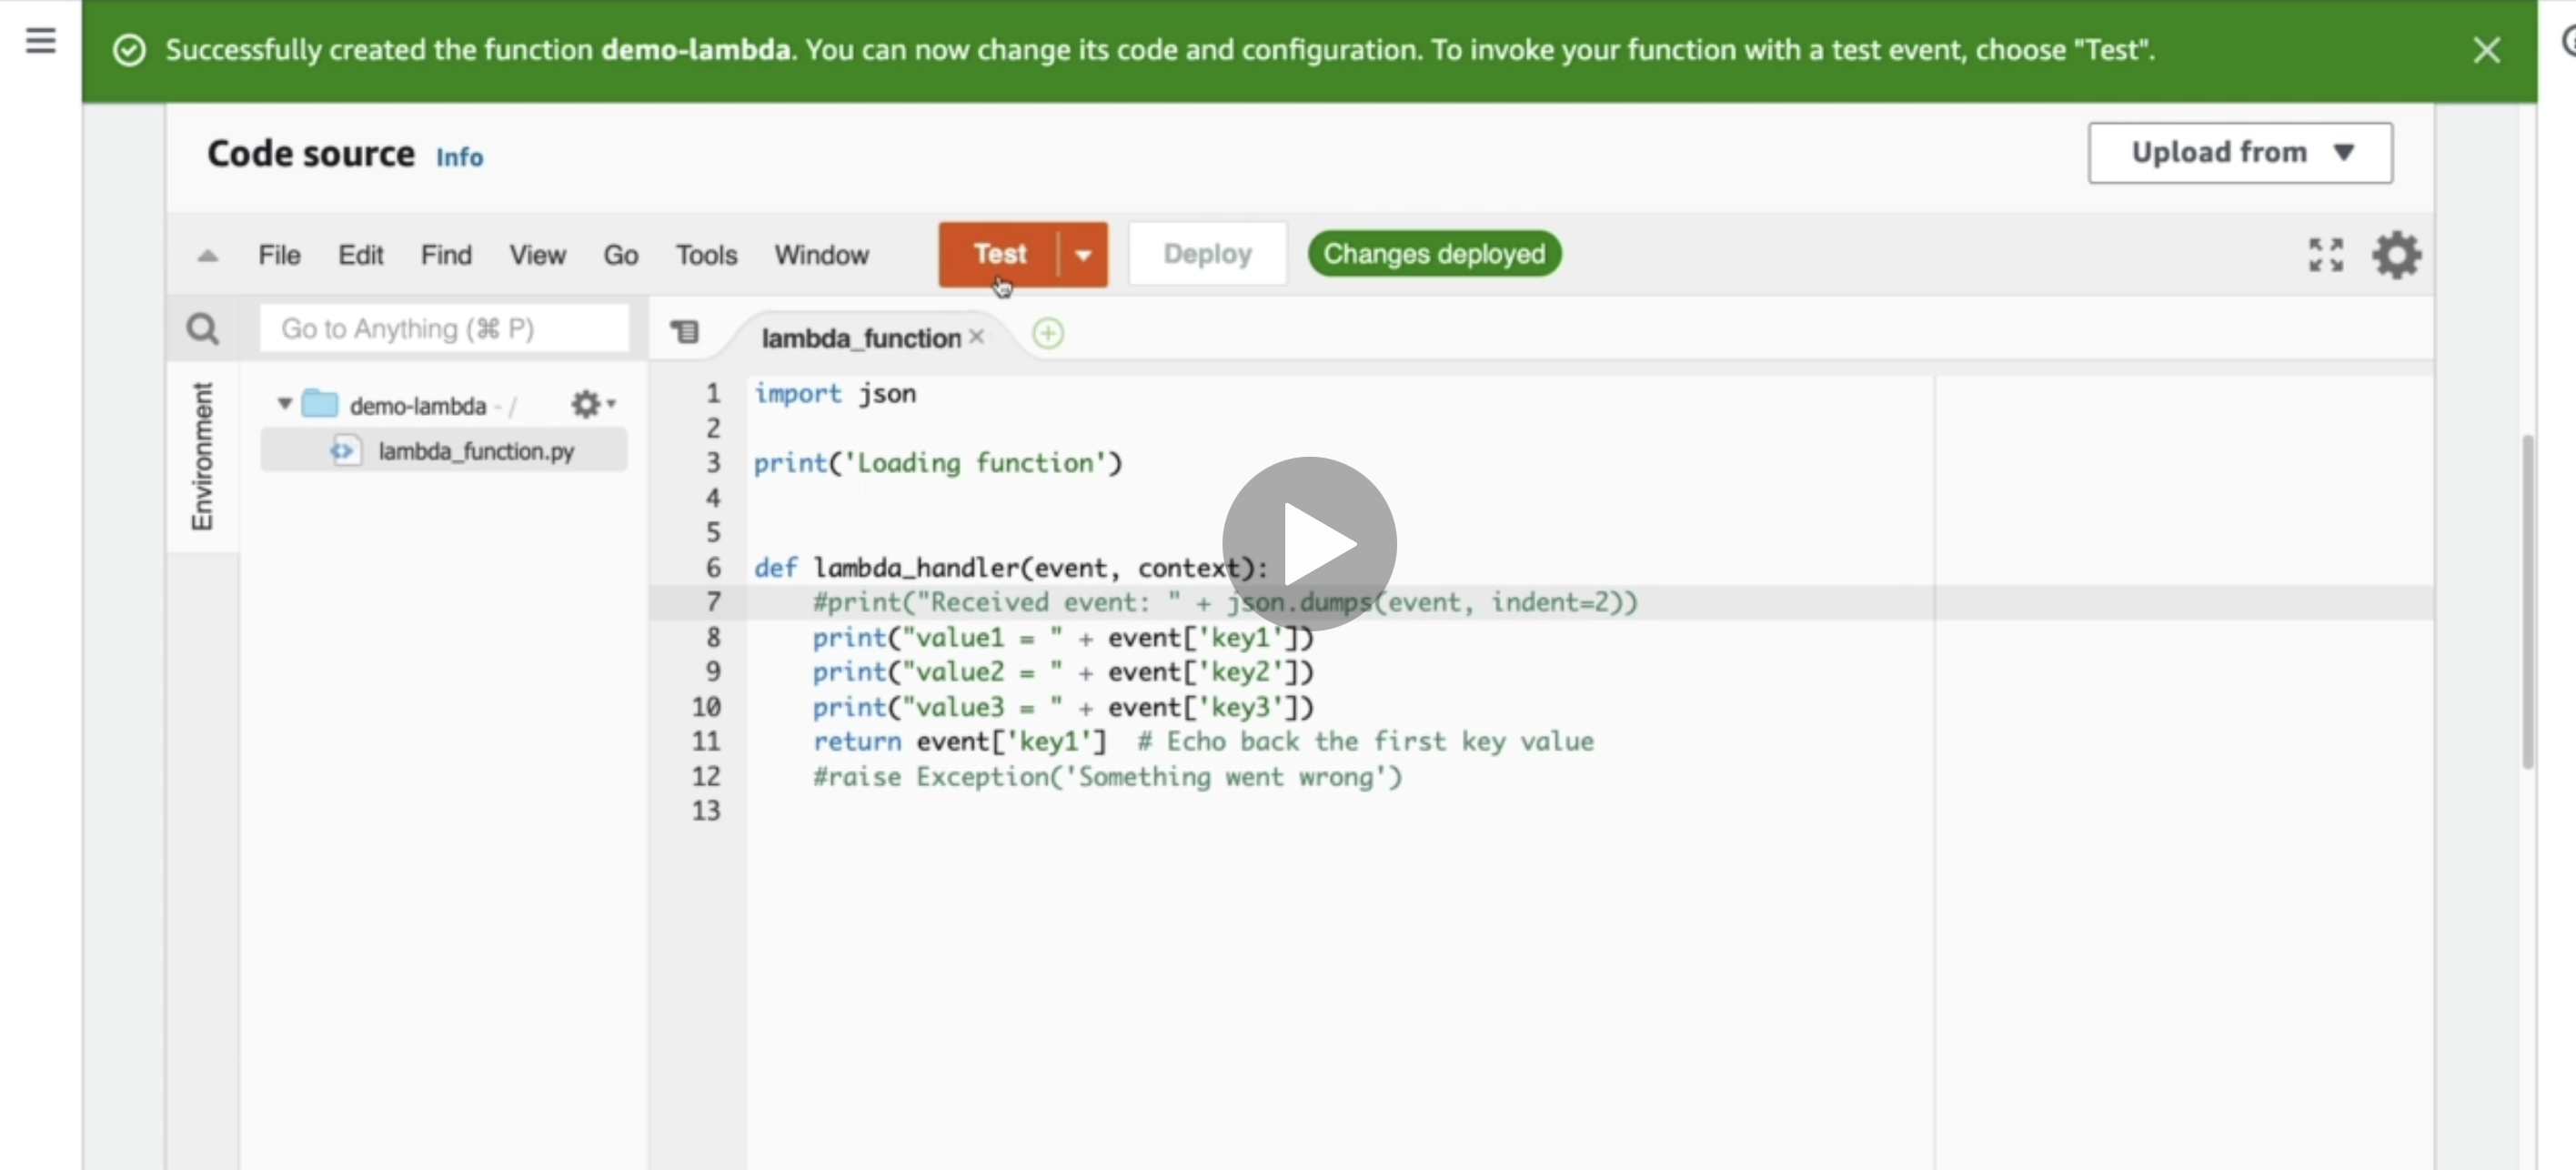 Successfully created the function demo-lambda. You can now change its code and configuration. To invoke your function with a test event, choose "Test".
Code source Info
Upload from
File Edit Find View Go Tools Window Test Deploy Changes deployed
Go to Anything (⌘ P)
lambda_function
Environment
demo-lambda - /
lambda_function.py
1 import json
2
3 print('Loading function')
4
5
6 def lambda_handler(event, context):
7 #print("Received event: " + json.dumps(event, indent=2))
8 print("value1 = " + event['key1'])
9 print("value2 = " + event['key2'])
10 print("value3 = " + event['key3'])
11 return event['key1']  # Echo back the first key value
12 #raise Exception('Something went wrong')
13